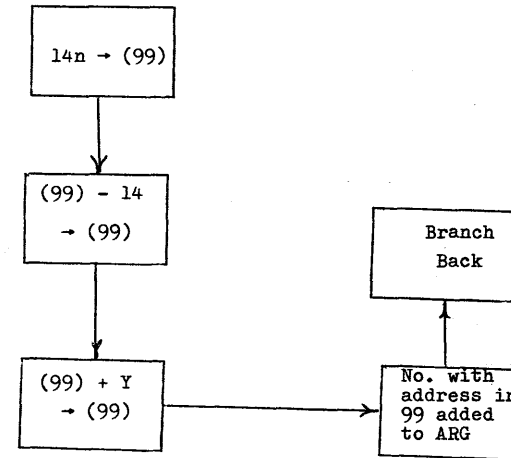 14n → (99)
(99) - 14
→ (99)
(99) + Y
→ (99)
No. with
address in
99 added
to ARG
Branch
Back